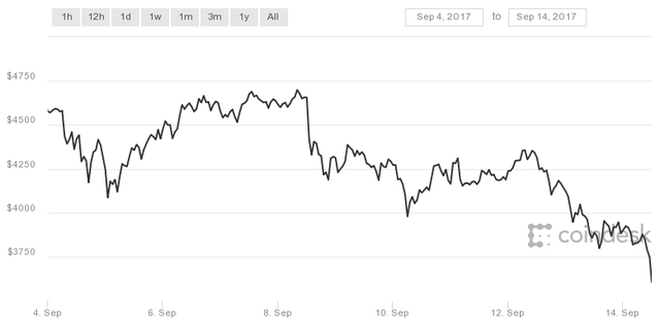 1h 12h 1d 1w 1m 3m 1y All Sep 4, 2017 to Sep 14, 2017
$4750
$4500
$4250
$4000
coindesk
$3750
4. Sep 6. Sep 8. Sep 10. Sep 12. Sep 14. Sep